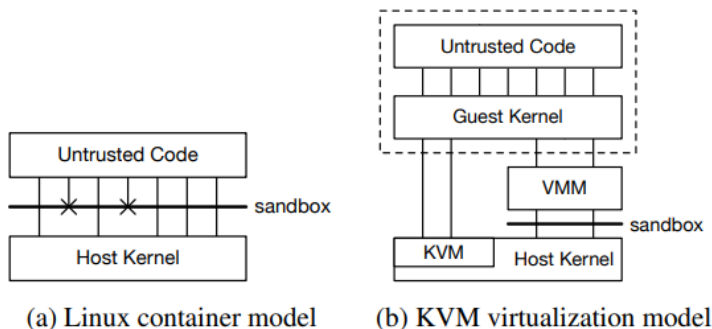 Untrusted Code
sandbox
Host Kernel
(a) Linux container model
Untrusted Code
Guest Kernel
VMM
sandbox
KVM
Host Kernel
(b) KVM virtualization model